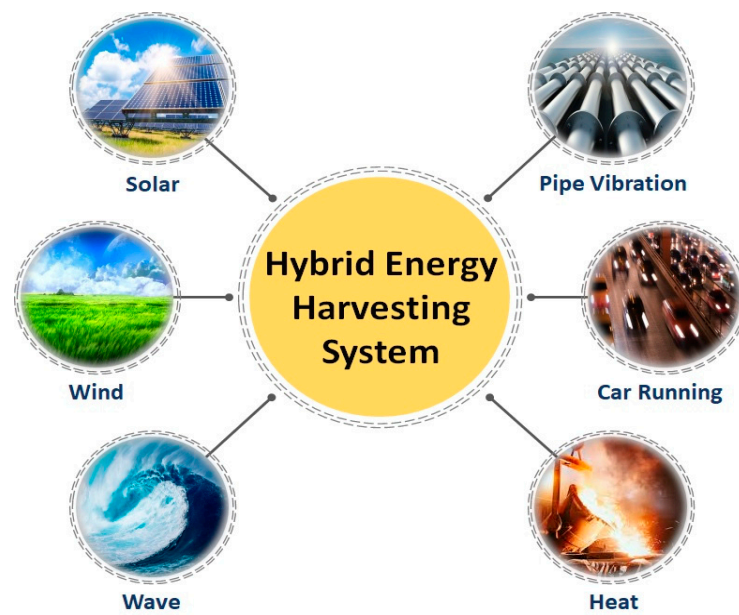 Solar
Pipe Vibration
Hybrid Energy
Harvesting
System
Wind
Car Running
Wave
Heat